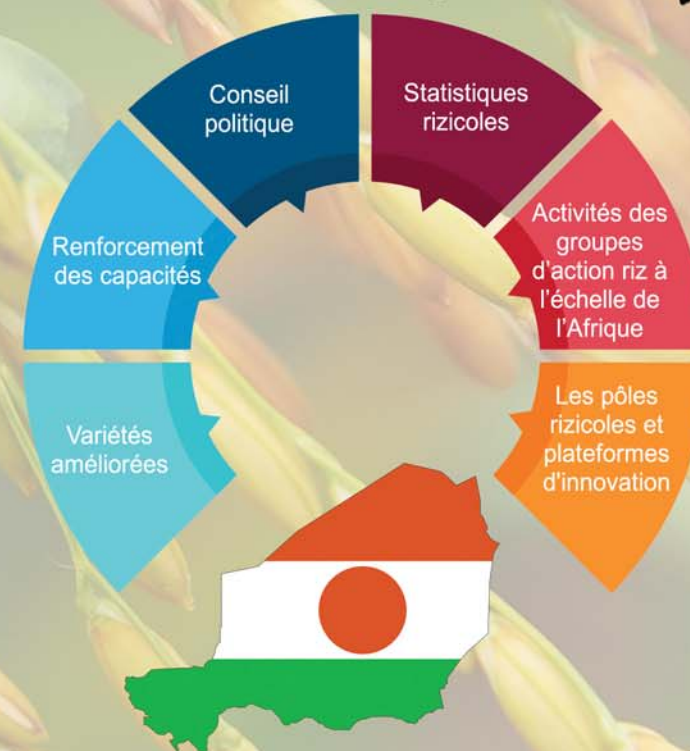 Conseil
politique
Statistiques
rizicoles
Renforcement
des capacités
Activités des
groupes
d'action riz à
l'échelle de
l'Afrique
Variétés
améliorées
Les pôles
rizicoles et
plateformes
d'innovation